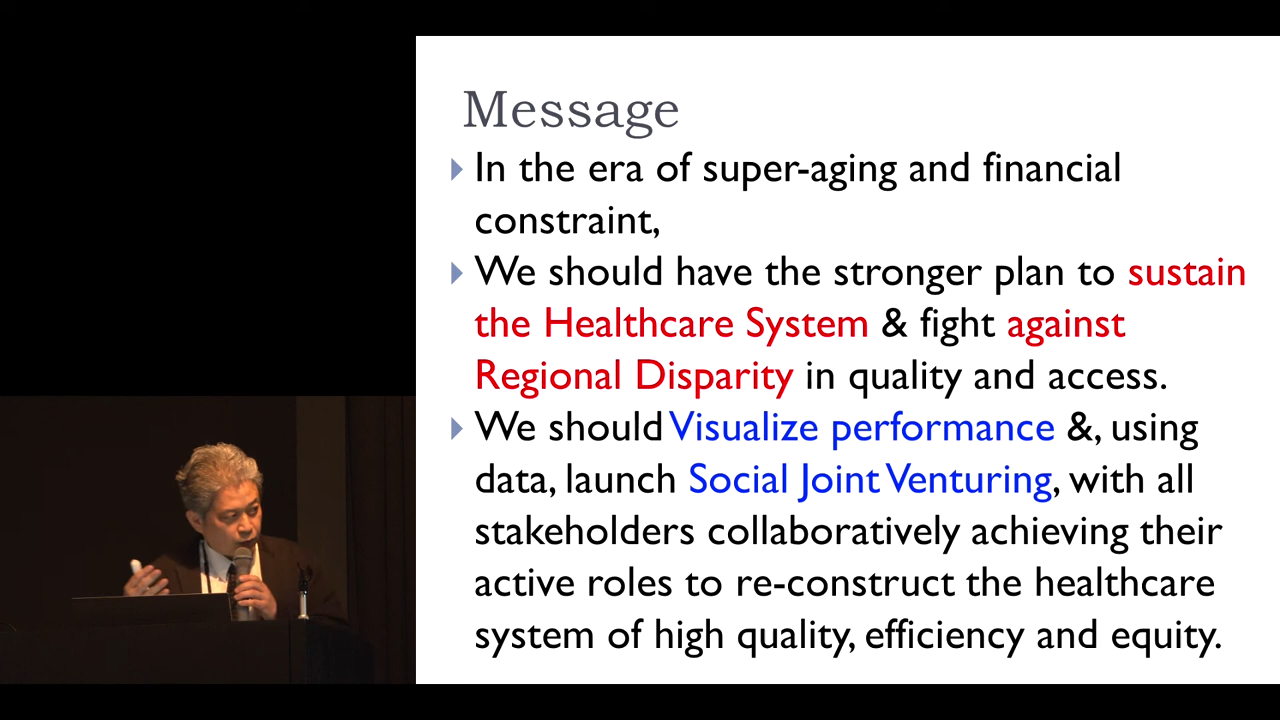 Message
In the era of super-aging and financial
constraint,
We should have the stronger plan to sustain
the Healthcare System & fight against
Regional Disparity in quality and access.
We should Visualize performance &, using
data, launch Social Joint Venturing, with all
stakeholders collaboratively achieving their
active roles to re-construct the healthcare
system of high quality, efficiency and equity.